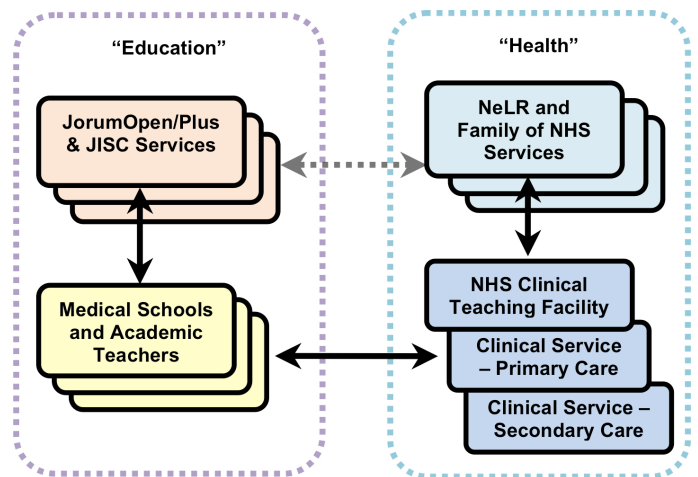 “Education”
JorumOpen/Plus
& JISC Services
Medical Schools
and Academic
Teachers
“Health”
NeLR and
Family of NHS
Services
NHS Clinical
Teaching Facility
Clinical Service
– Primary Care
Clinical Service –
Secondary Care